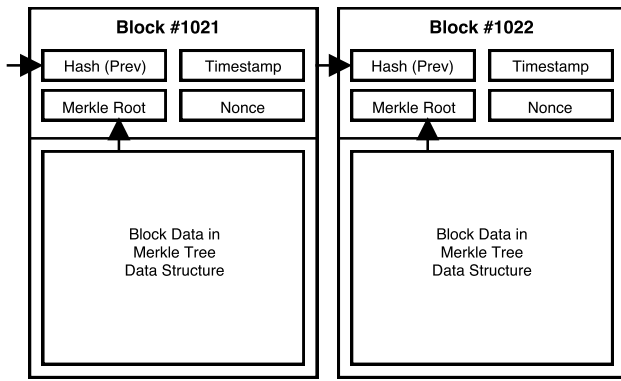 Block #1021
Hash (Prev)
Timestamp
Merkle Root
Nonce
Block Data in
Merkle Tree
Data Structure
Block #1022
Hash (Prev)
Timestamp
Merkle Root
Nonce
Block Data in
Merkle Tree
Data Structure